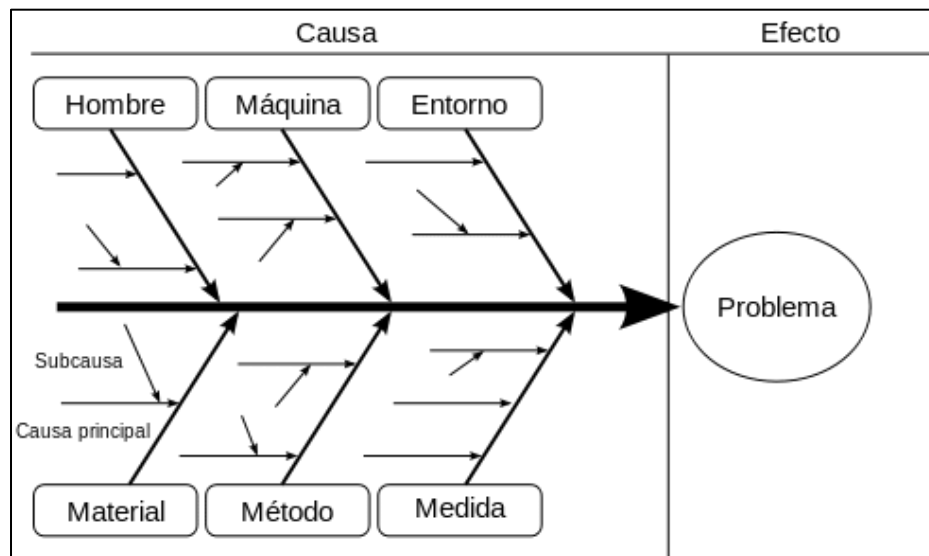 Causa
Efecto
Hombre
Máquina
Entorno
Problema
Subcausa
Causa principal
Material
Método
Medida